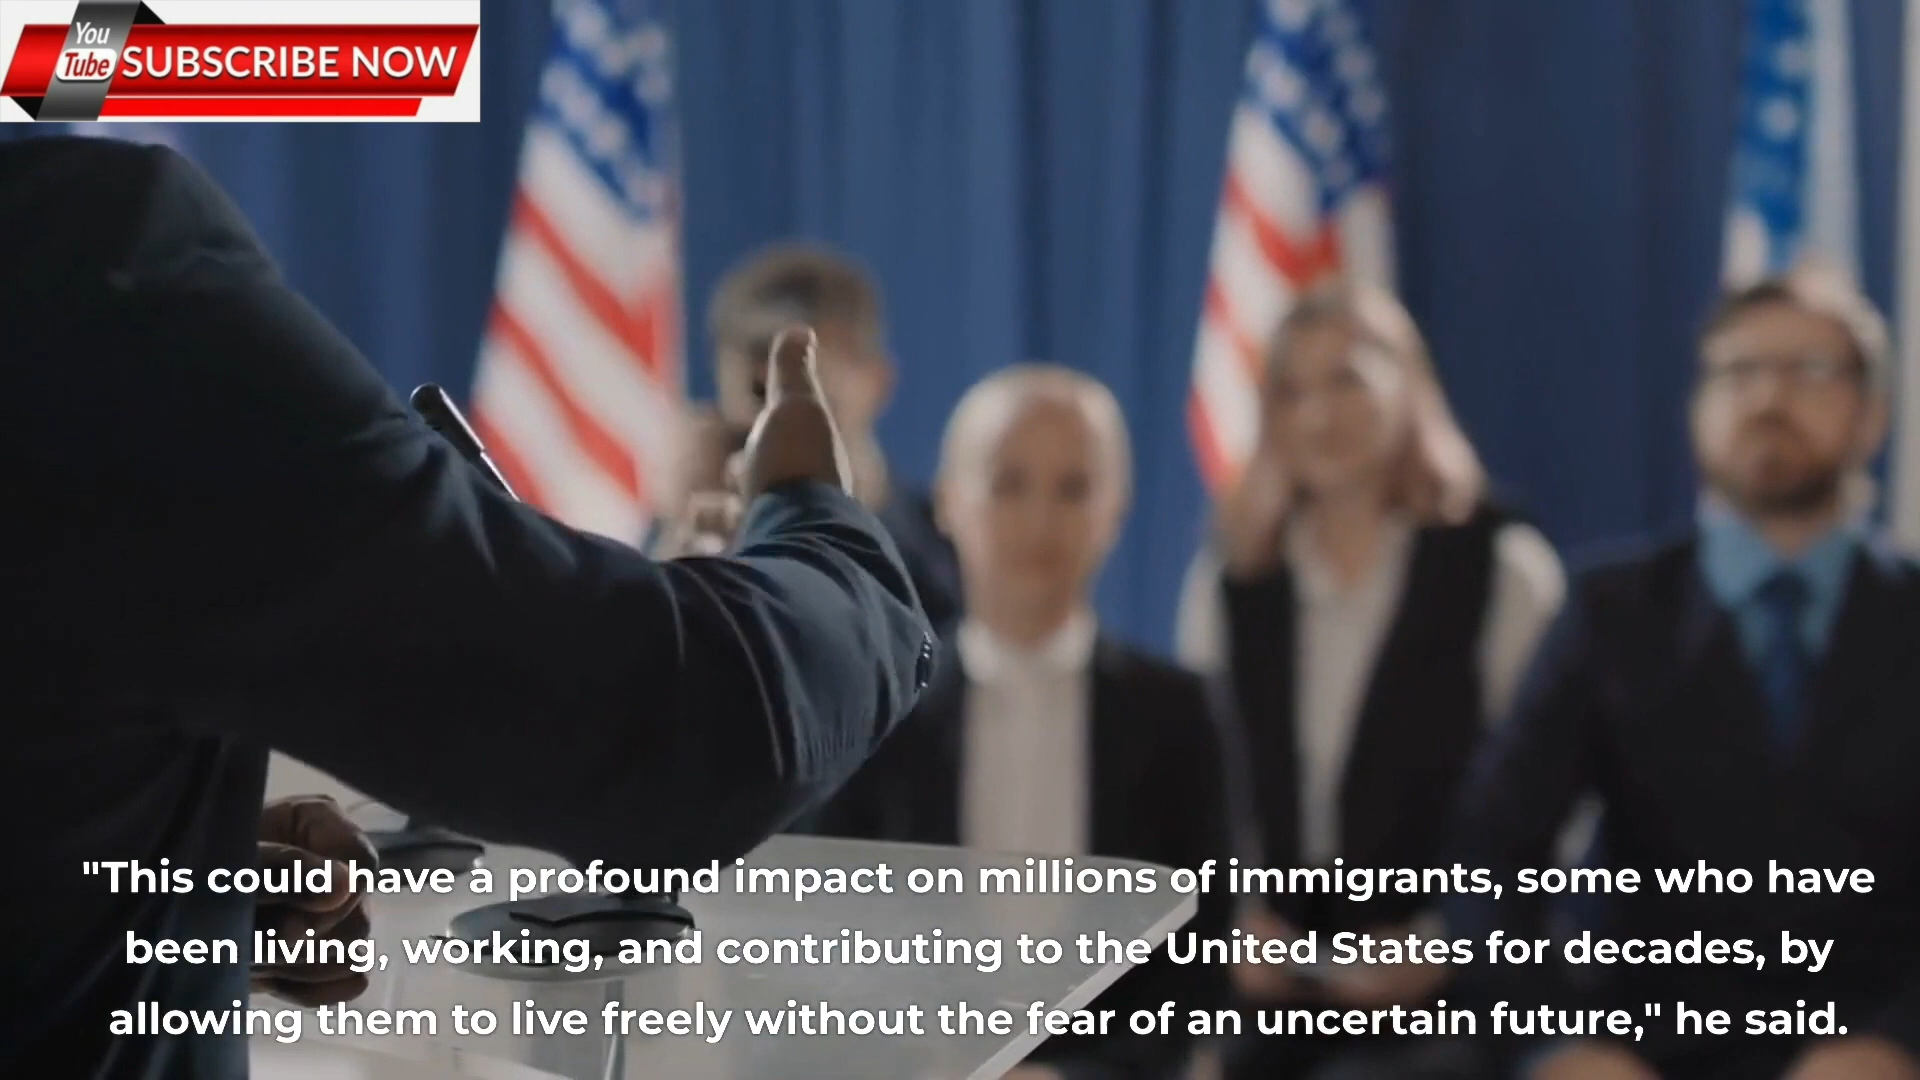 You
Tube
SUBSCRIBE NOW
"This could have a profound impact on millions of immigrants, some who have
been living, working, and contributing to the United States for decades, by
allowing them to live freely without the fear of an uncertain future," he said.